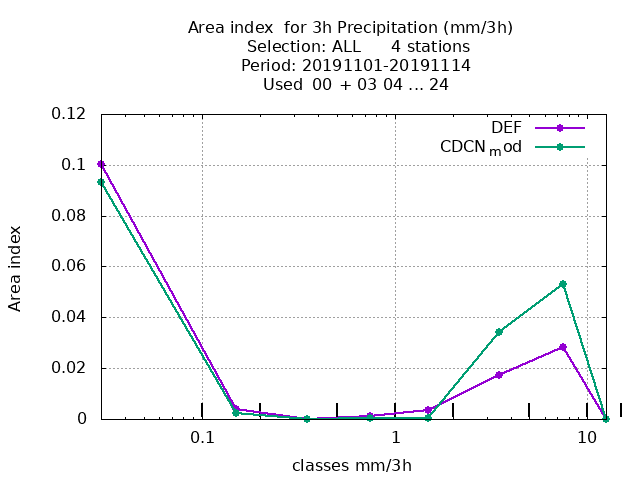 Area index  for 3h Precipitation (mm/3h)
Selection: ALL      4 stations
Period: 20191101-20191114
Used  00  + 03 04 ... 24
0.12
0.1
0.08
0.06
0.04
0.02
0
Area index
DEF
CDCN_mod
0.1 1 10
classes mm/3h